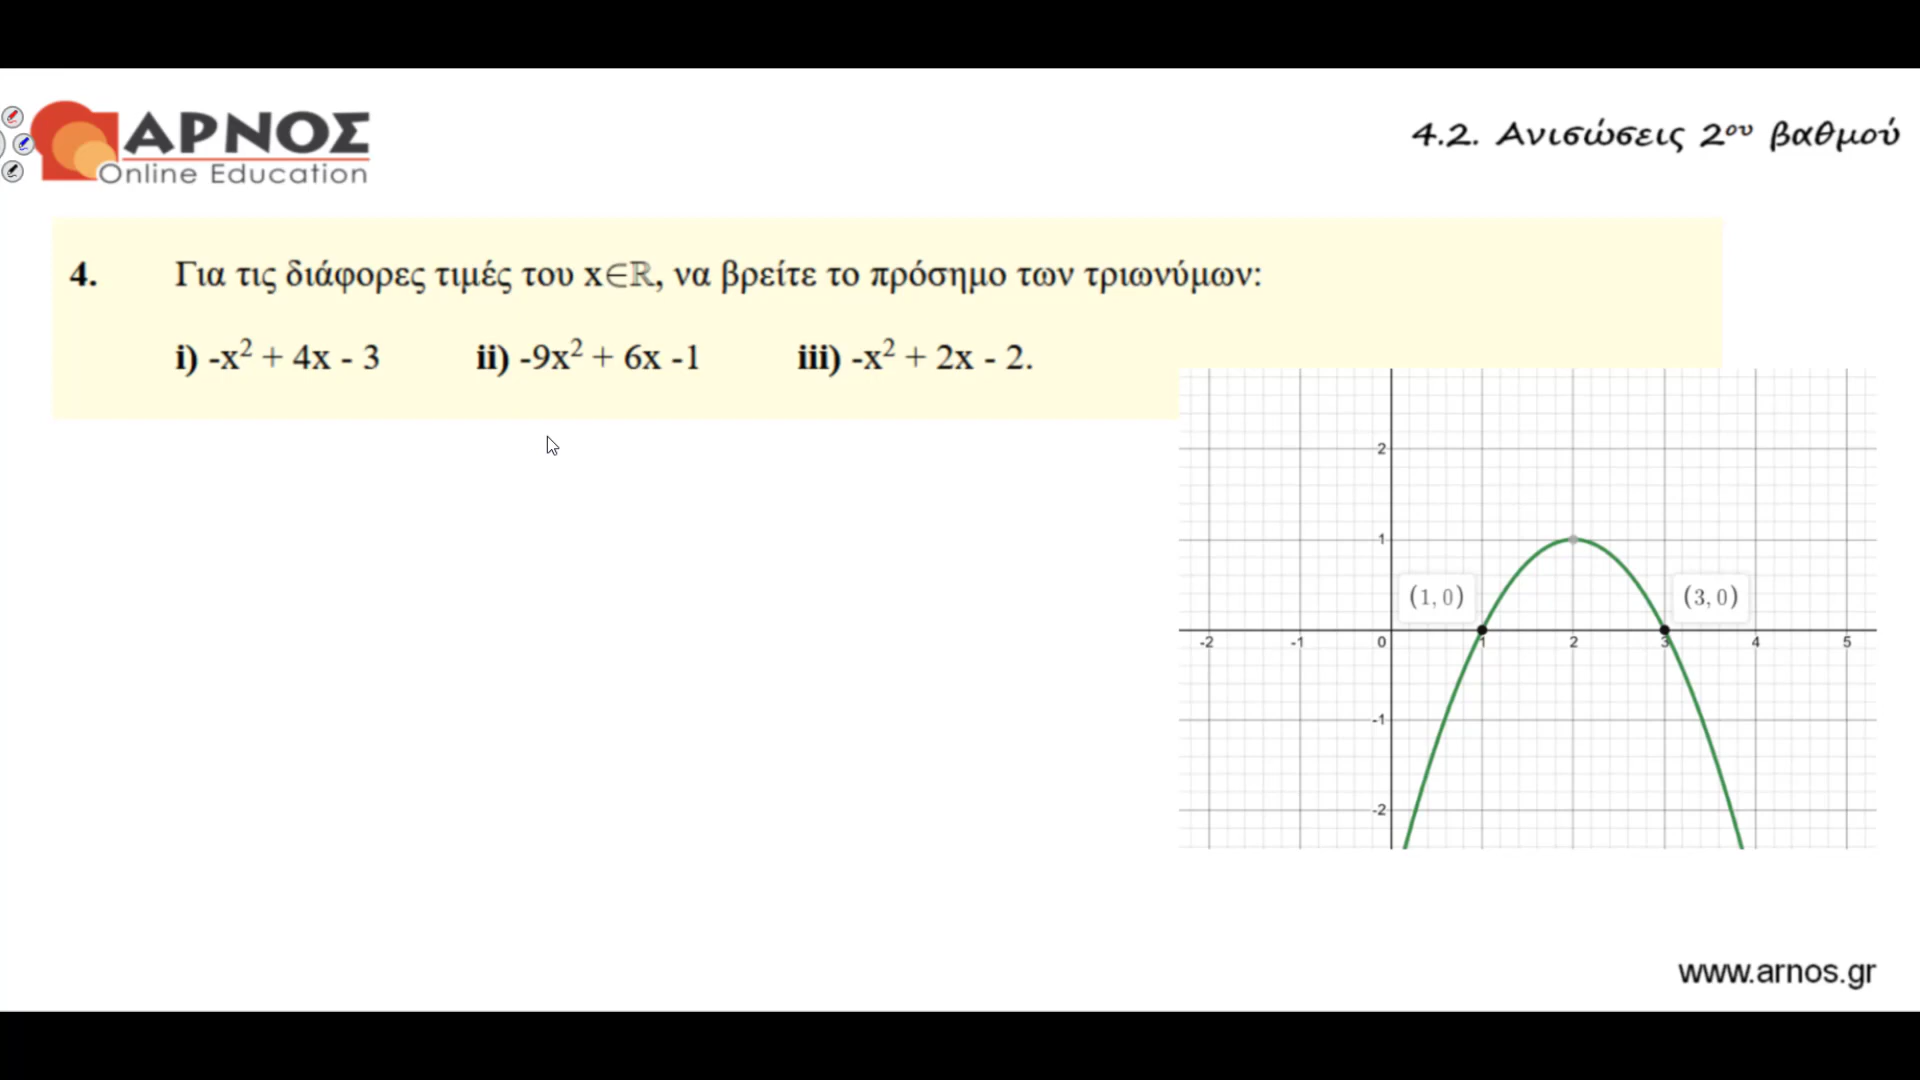 ΑΡΝΟΣ
Online Education
4.2. Ανισώσεις 2ου βαθμού
4. Για τις διάφορες τιμές του x∈ℝ, να βρείτε το πρόσημο των τριωνύμων:
i) -x² + 4x - 3 ii) -9x² + 6x -1 iii) -x² + 2x - 2.
2
1
(1, 0) (3, 0)
-2 -1 0 1 2 3 4 5
-1
-2
www.arnos.gr